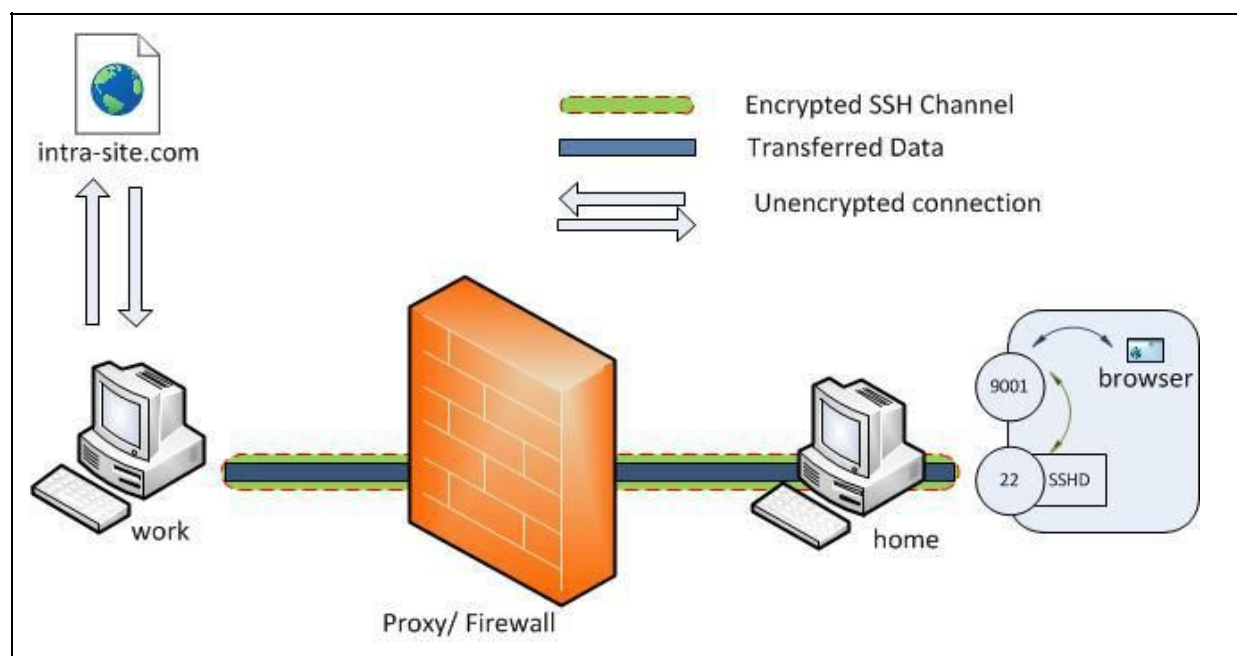 intra-site.com
Encrypted SSH Channel
Transferred Data
Unencrypted connection
work
Proxy/ Firewall
home
9001
browser
22
SSHD